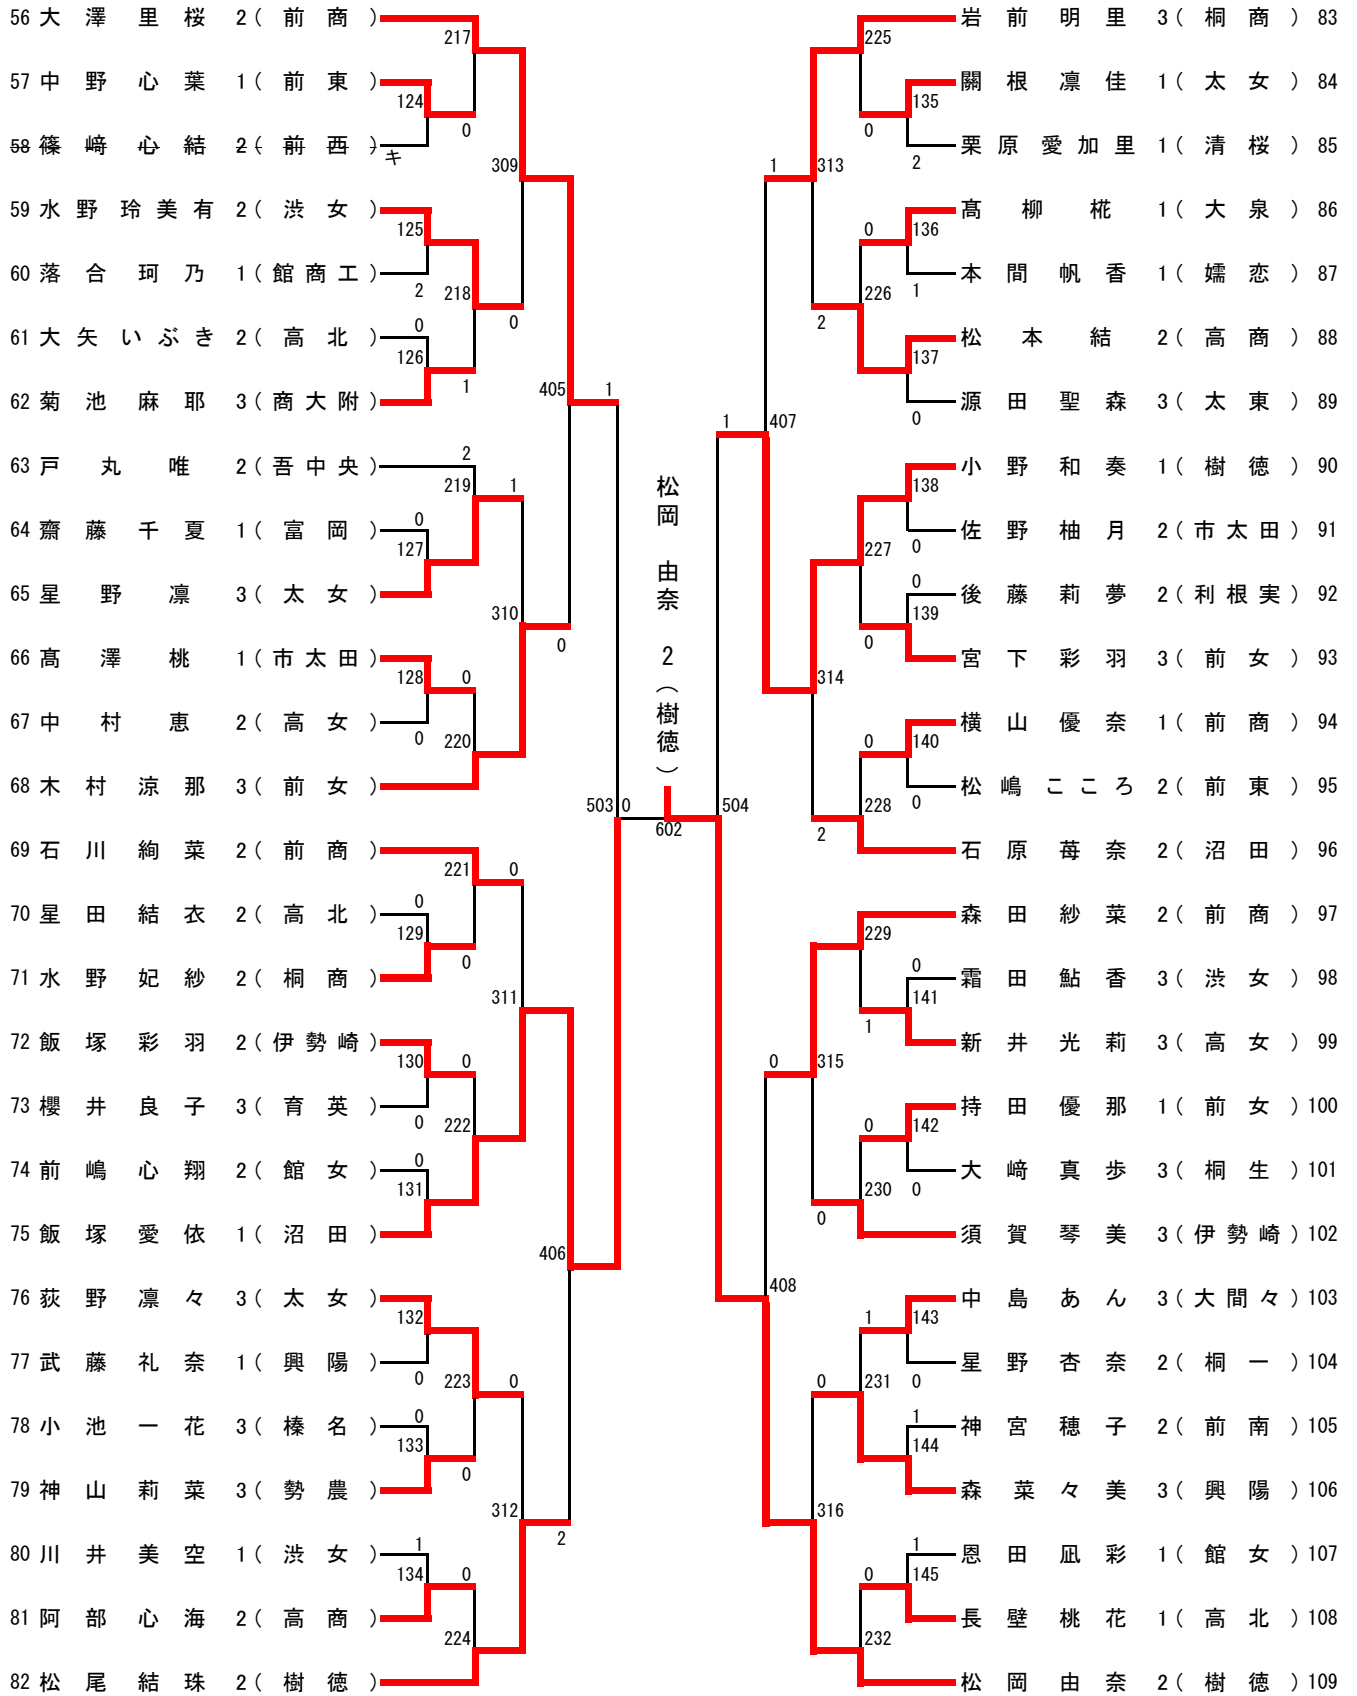 56 大澤里桜 2(前商)
217
57 中野心葉 1(前東)
124
0
58 篠﨑心結 2(前西)
キ
309
59 水野玲美有 2(渋女)
125
60 落合珂乃 1(館商工)
2
218
0
61 大矢いぶき 2(高北)
0
126
1
62 菊池麻耶 3(商大附)
405
1
63 戸丸唯 2(吾中央)
2
219
1
64 齋藤千夏 1(富岡)
0
127
65 星野凛 3(太女)
310
0
66 髙澤桃 1(市太田)
128
0
67 中村恵 2(高女)
0
220
68 木村涼那 3(前女)
503
0
69 石川絢菜 2(前商)
221
0
70 星田結衣 2(高北)
0
129
0
71 水野妃紗 2(桐商)
311
72 飯塚彩羽 2(伊勢崎)
130
0
73 櫻井良子 3(育英)
0
222
74 前嶋心翔 2(館女)
0
131
75 飯塚愛依 1(沼田)
406
76 荻野凛々 3(太女)
132
77 武藤礼奈 1(興陽)
0
223
0
78 小池一花 3(榛名)
0
133
0
79 神山莉菜 3(勢農)
312
2
80 川井美空 1(渋女)
1
134
0
81 阿部心海 2(高商)
224
82 松尾結珠 2(樹徳)
松岡 由奈 2(樹徳)
602
岩前明里 3(桐商) 83
225
關根凛佳 1(太女) 84
135
0
栗原愛加里 1(清桜) 85
2
1
313
髙柳椛 1(大泉) 86
0
136
本間帆香 1(嬬恋) 87
1
226
2
松本結 2(高商) 88
137
源田聖森 3(太東) 89
0
1
407
小野和奏 1(樹徳) 90
138
佐野柚月 2(市太田) 91
0
227
後藤莉夢 2(利根実) 92
0
139
0
宮下彩羽 3(前女) 93
314
横山優奈 1(前商) 94
0
140
松嶋こころ 2(前東) 95
0
228
2
石原苺奈 2(沼田) 96
504
森田紗菜 2(前商) 97
229
霜田鮎香 3(渋女) 98
0
141
1
新井光莉 3(高女) 99
0
315
持田優那 1(前女) 100
0
142
大﨑真歩 3(桐生) 101
0
230
0
須賀琴美 3(伊勢崎) 102
408
中島あん 3(大間々) 103
1
143
星野杏奈 2(桐一) 104
0
231
0
神宮穂子 2(前南) 105
1
144
森菜々美 3(興陽) 106
316
恩田凪彩 1(館女) 107
1
145
0
長壁桃花 1(高北) 108
232
松岡由奈 2(樹徳) 109